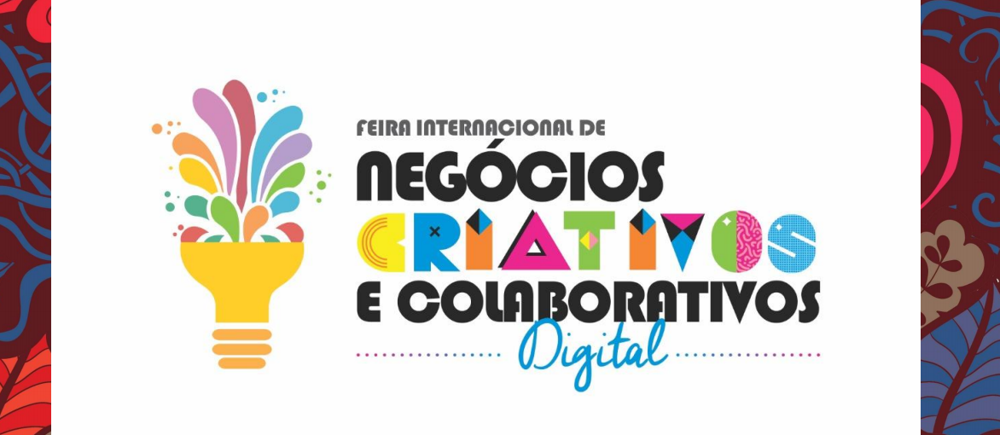 FEIRA INTERNACIONAL DE
NEGÓCIOS
CRIATIVOS
E COLABORATIVOS
Digital